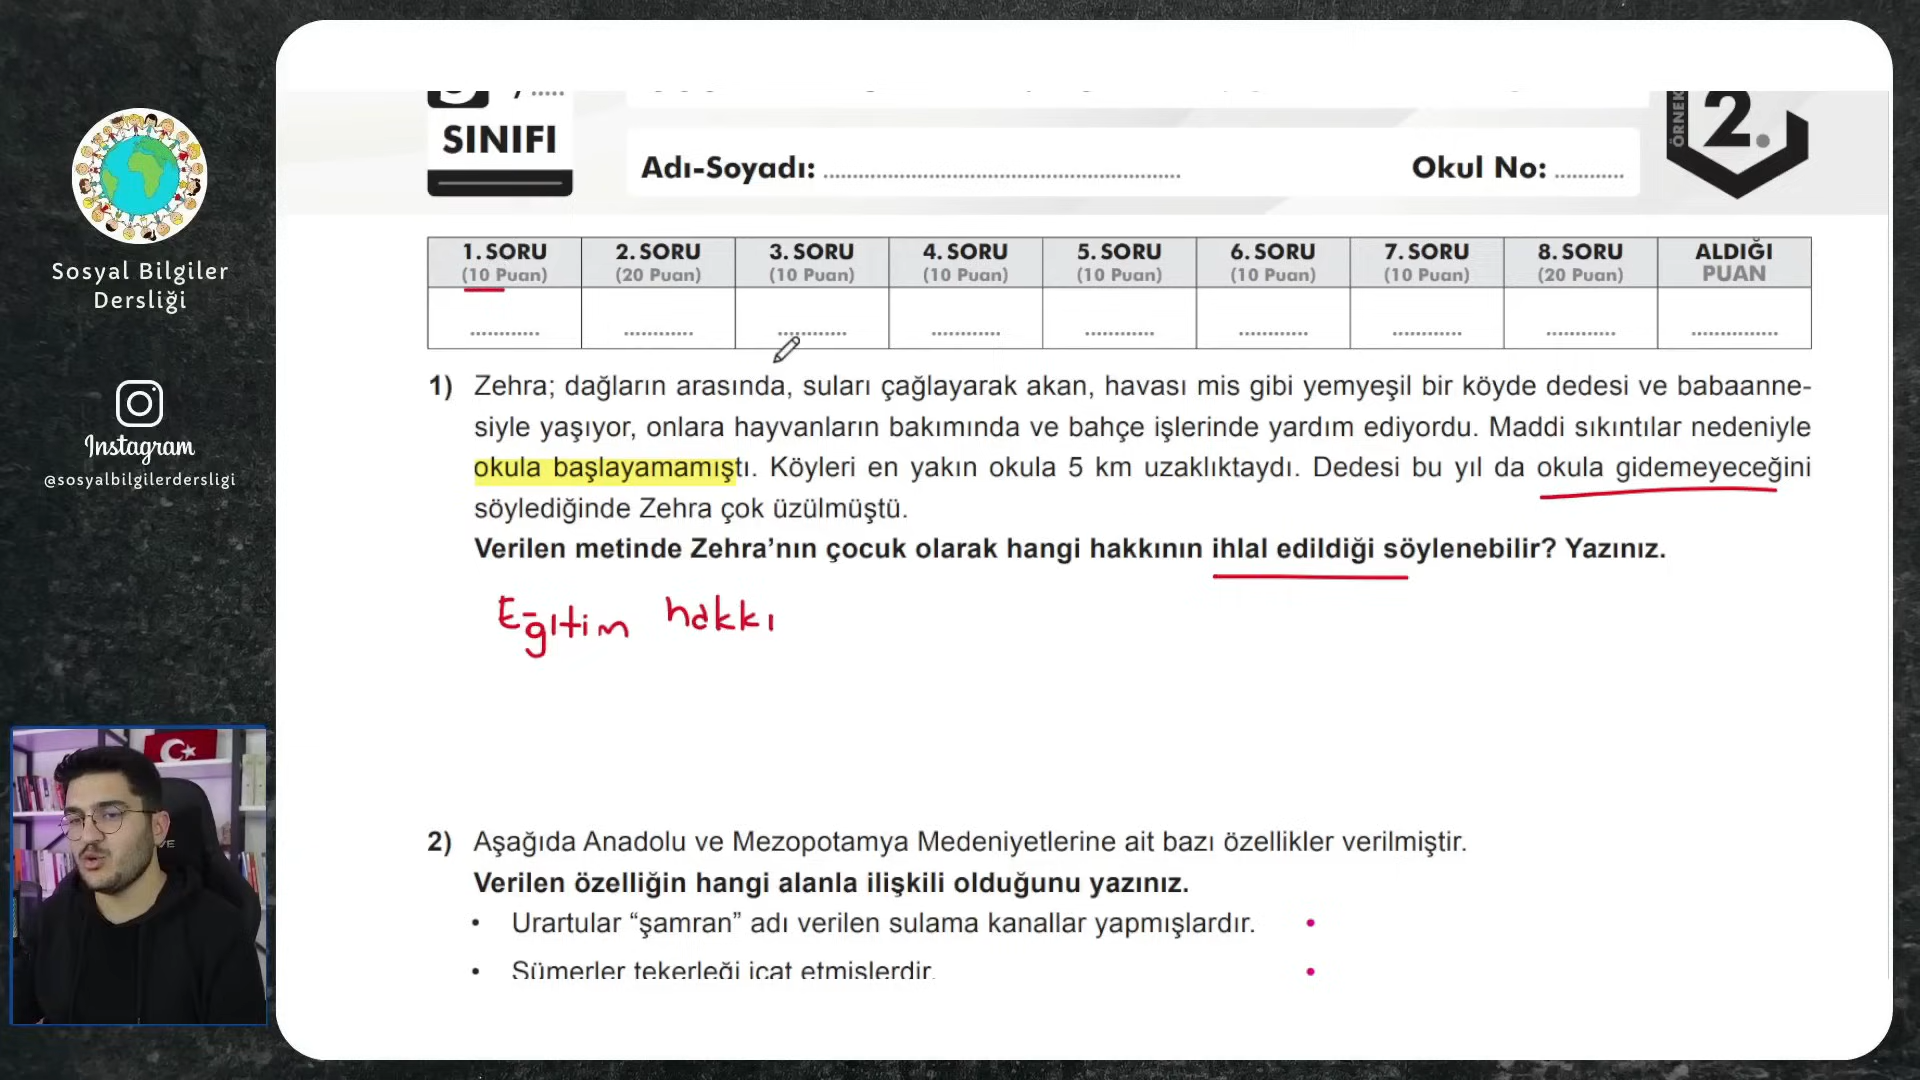 Sosyal Bilgiler
Dersliği
Instagram
@sosyalbilgilerdersligi
SINIFI
Adı-Soyadı: ............................................................
Okul No: ............
ÖRNEK
2.
1. SORU (10 Puan) 2. SORU (20 Puan) 3. SORU (10 Puan) 4. SORU (10 Puan) 5. SORU (10 Puan) 6. SORU (10 Puan) 7. SORU (10 Puan) 8. SORU (20 Puan) ALDIĞI PUAN
............ ............ ............ ............ ............ ............ ............ ............ ...............
1) Zehra; dağların arasında, suları çağlayarak akan, havası mis gibi yemyeşil bir köyde dedesi ve babaanne-
siyle yaşıyor, onlara hayvanların bakımında ve bahçe işlerinde yardım ediyordu. Maddi sıkıntılar nedeniyle
okula başlayamamıştı. Köyleri en yakın okula 5 km uzaklıktaydı. Dedesi bu yıl da okula gidemeyeceğini
söylediğinde Zehra çok üzülmüştü.
Verilen metinde Zehra’nın çocuk olarak hangi hakkının ihlal edildiği söylenebilir? Yazınız.
Eğitim hakkı
2) Aşağıda Anadolu ve Mezopotamya Medeniyetlerine ait bazı özellikler verilmiştir.
Verilen özelliğin hangi alanla ilişkili olduğunu yazınız.
• Urartular “şamran” adı verilen sulama kanallar yapmışlardır. •
• Sümerler tekerleği icat etmişlerdir. •